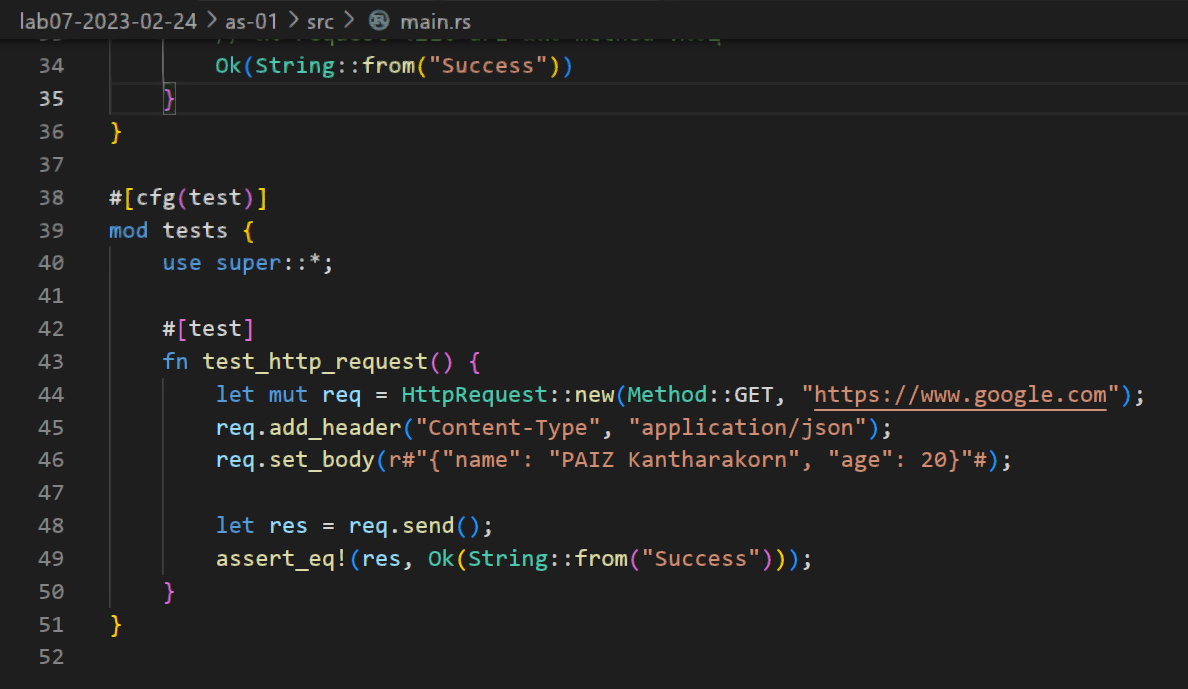 lab07-2023-02-24 > as-01 > src > main.rs
34 Ok(String::from("Success"))
35 }
36 }
37
38 #[cfg(test)]
39 mod tests {
40 use super::*;
41
42 #[test]
43 fn test_http_request() {
44 let mut req = HttpRequest::new(Method::GET, "https://www.google.com");
45 req.add_header("Content-Type", "application/json");
46 req.set_body(r#"{"name": "PAIZ Kantharakorn", "age": 20}"#);
47
48 let res = req.send();
49 assert_eq!(res, Ok(String::from("Success")));
50 }
51 }
52